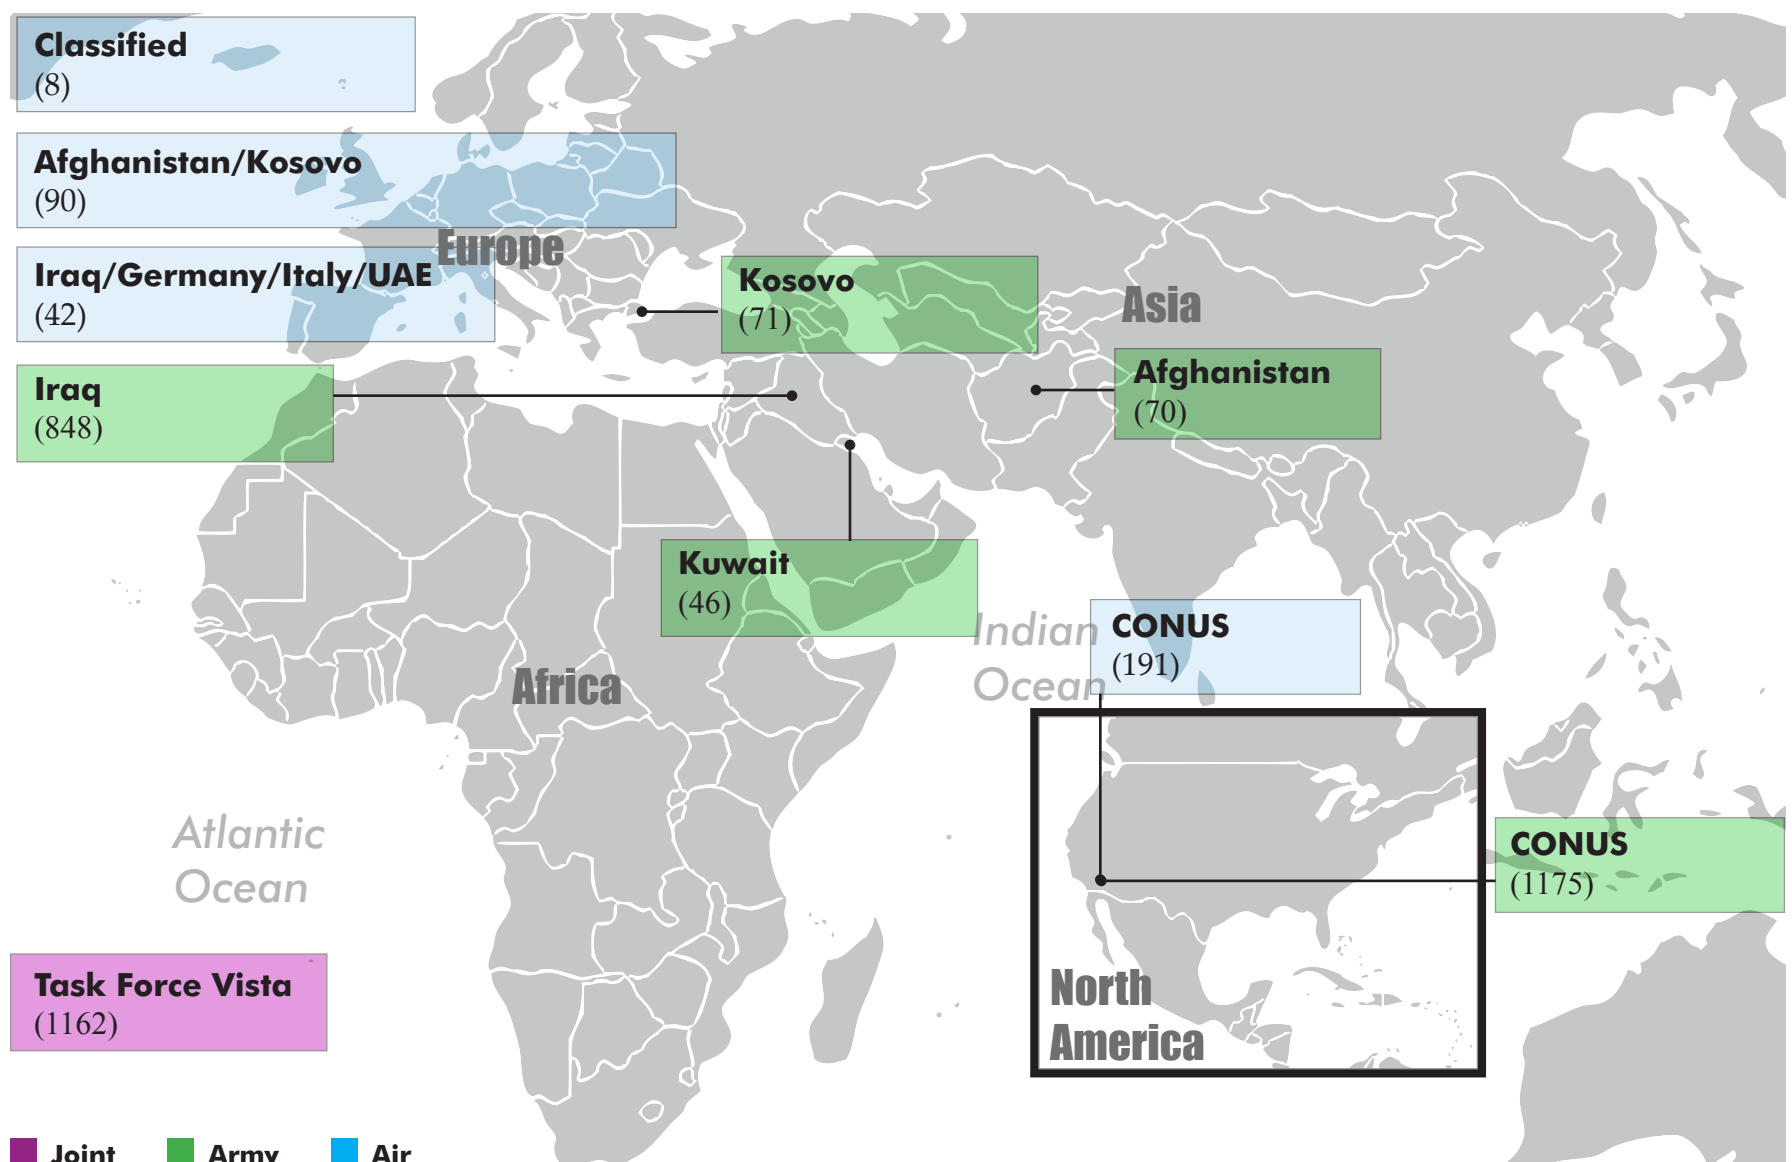 Classified
(8)
Afghanistan/Kosovo
(90)
Europe
Iraq/Germany/Italy/UAE
(42)
Kosovo
(71)
Asia
Iraq
(848)
Afghanistan
(70)
Kuwait
(46)
Indian
Ocean
CONUS
(191)
Africa
Atlantic
Ocean
CONUS
(1175)
Task Force Vista
(1162)
North
America
Joint
Army
Air